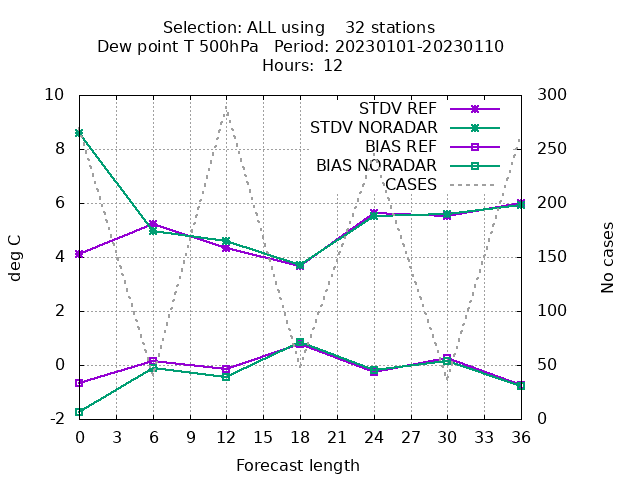 Selection: ALL using    32 stations
Dew point T 500hPa   Period: 20230101-20230110
Hours: 12
10
8
6
4
2
0
-2
deg C
STDV REF
STDV NORADAR
BIAS REF
BIAS NORADAR
CASES
300
250
200
150
100
50
0
No cases
0 3 6 9 12 15 18 21 24 27 30 33 36
Forecast length